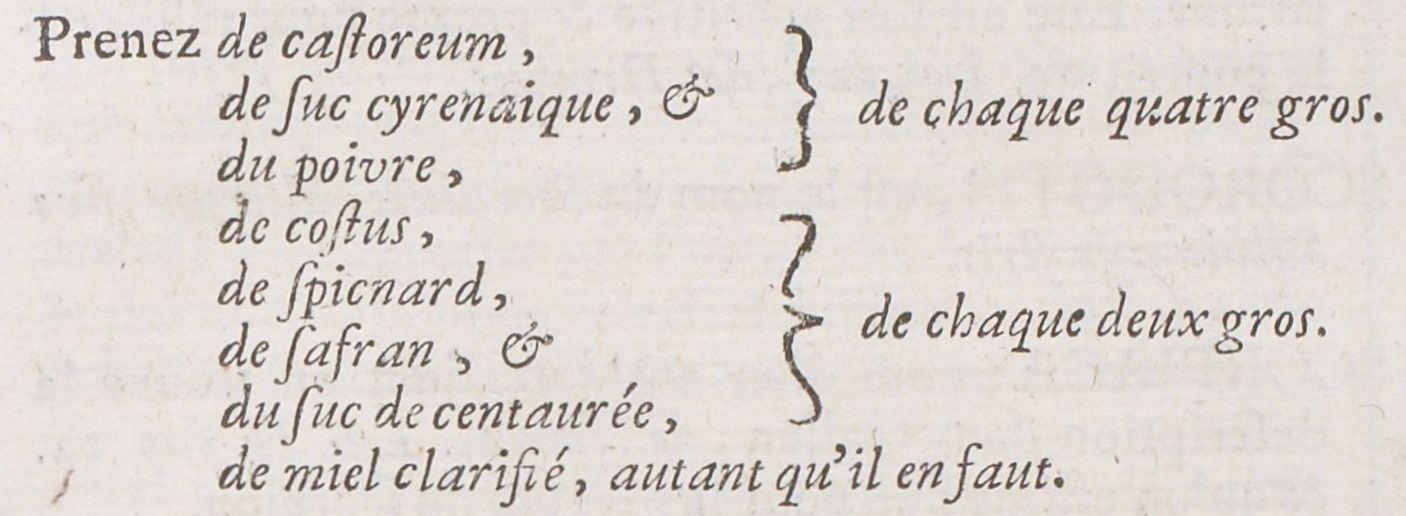 Prenez de caſtoreum,
de ſuc cyrenaique, &
du poivre,
} de chaque quatre gros.
de coſtus,
de ſpicnard,
de ſafran, &
du ſuc de centaurée,
} de chaque deux gros.
de miel clarifié, autant qu'il en faut.